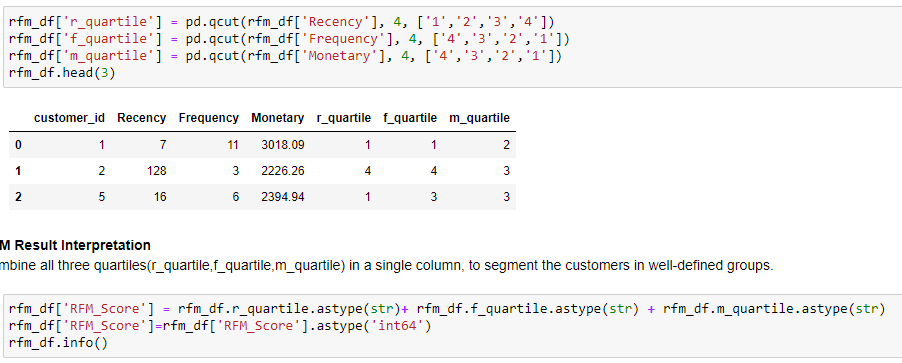 rfm_df['r_quartile'] = pd.qcut(rfm_df['Recency'], 4, ['1','2','3','4'])
rfm_df['f_quartile'] = pd.qcut(rfm_df['Frequency'], 4, ['4','3','2','1'])
rfm_df['m_quartile'] = pd.qcut(rfm_df['Monetary'], 4, ['4','3','2','1'])
rfm_df.head(3)
customer_id Recency Frequency Monetary r_quartile f_quartile m_quartile
0 1 7 11 3018.09 1 1 2
1 2 128 3 2226.26 4 4 3
2 5 16 6 2394.94 1 3 3
M Result Interpretation
mbine all three quartiles(r_quartile,f_quartile,m_quartile) in a single column, to segment the customers in well-defined groups.
rfm_df['RFM_Score'] = rfm_df.r_quartile.astype(str)+ rfm_df.f_quartile.astype(str) + rfm_df.m_quartile.astype(str)
rfm_df['RFM_Score']=rfm_df['RFM_Score'].astype('int64')
rfm_df.info()